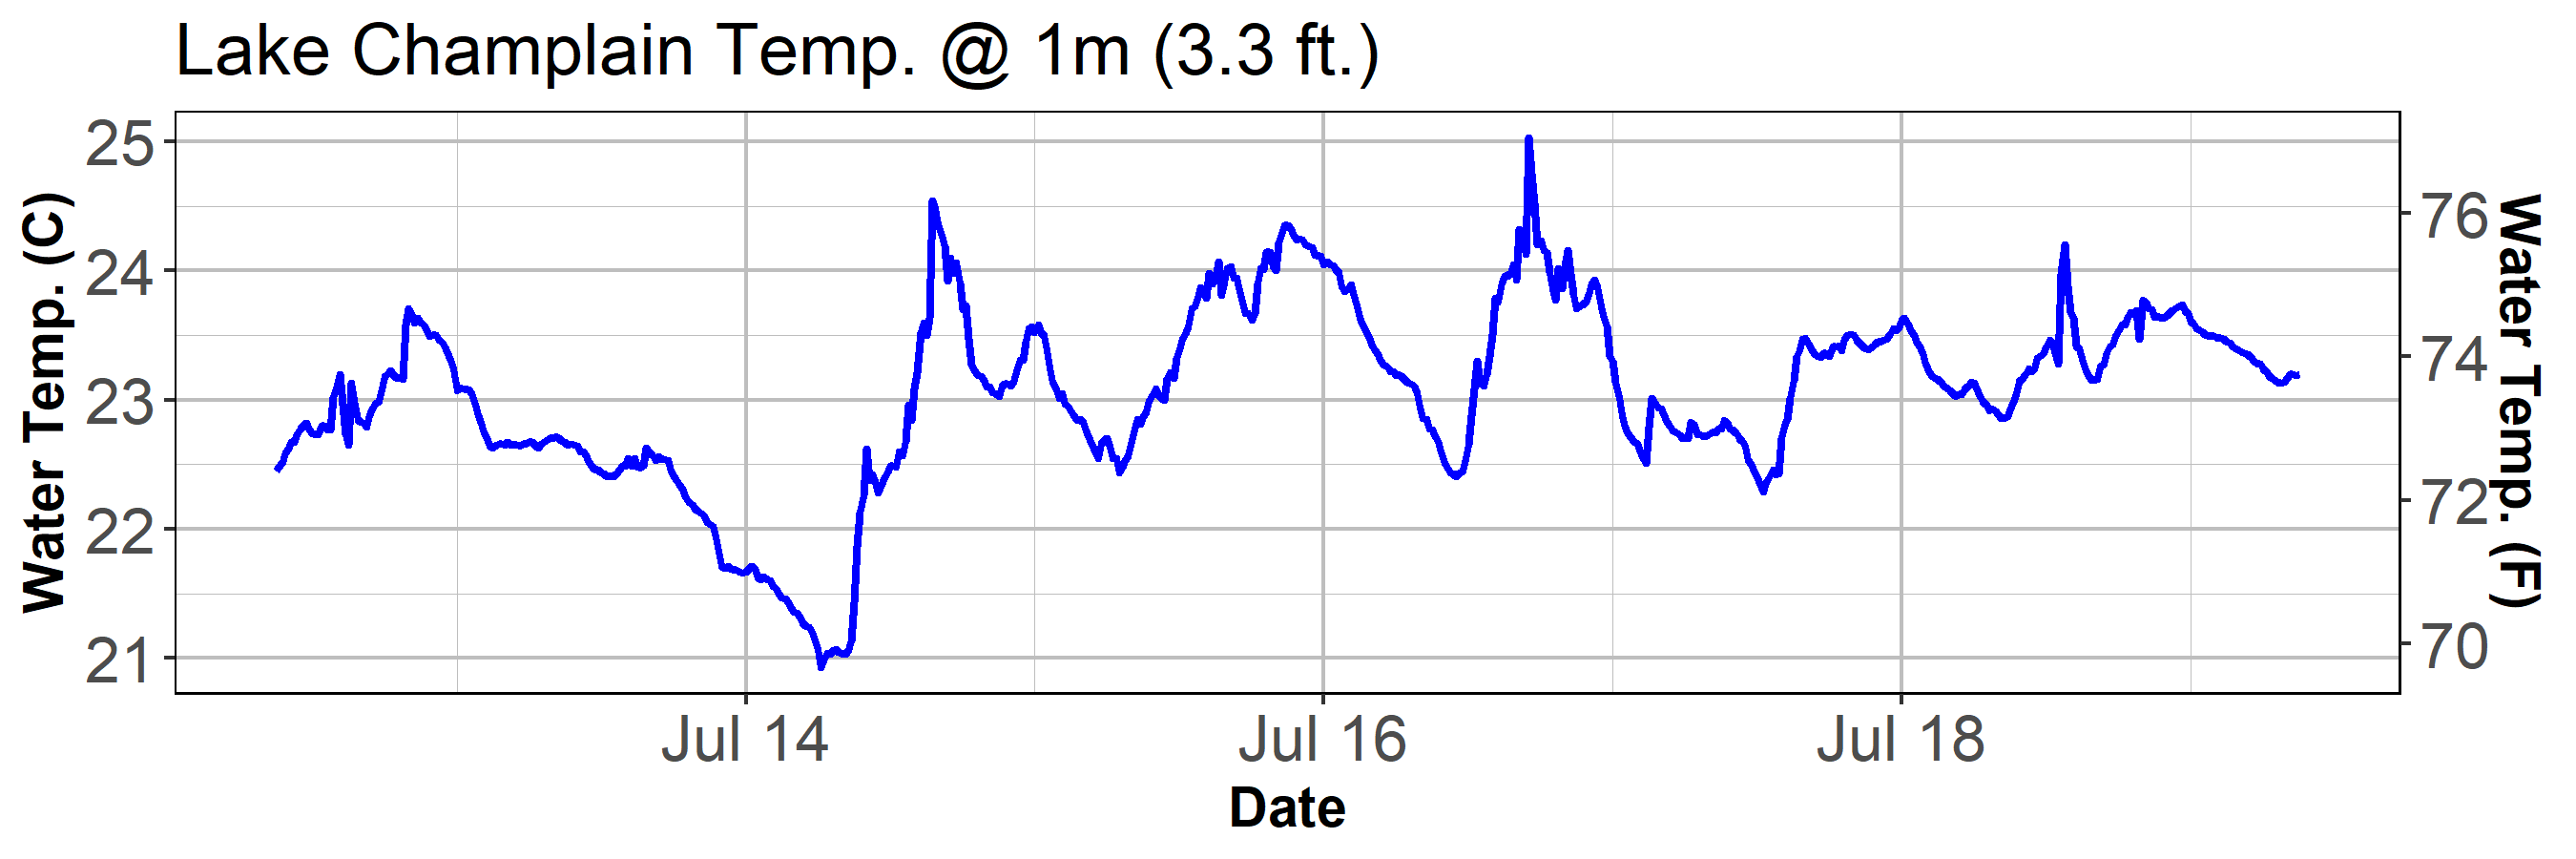 Lake Champlain Temp. @ 1m (3.3 ft.)
Water Temp. (C)
25
24
23
22
21
76
74
72
70
Water Temp. (F)
Jul 14
Jul 16
Jul 18
Date